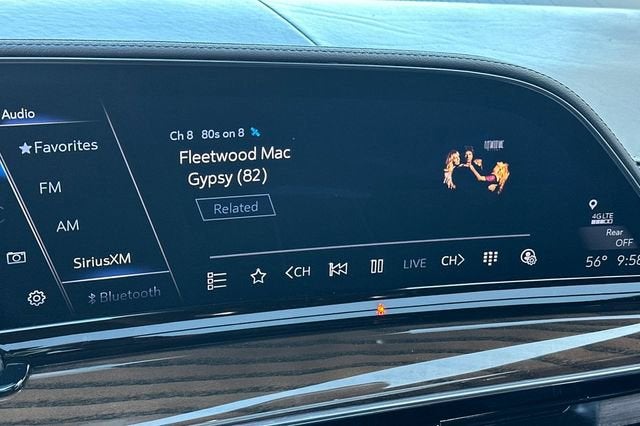 Audio
Favorites
FM
AM
SiriusXM
Bluetooth
Ch 8 80s on 8
Fleetwood Mac
Gypsy (82)
Related
<CH
LIVE
CH>
4G LTE
Rear
OFF
56° 9:58